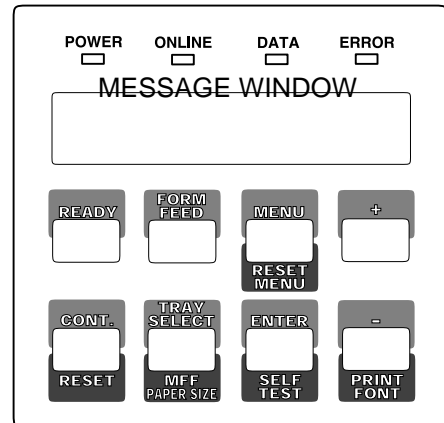 POWER ONLINE DATA ERROR
MESSAGE WINDOW
READY
FORM
FEED
MENU
+
RESET
MENU
CONT.
TRAY
SELECT
ENTER
-
RESET
MFF
PAPER SIZE
SELF
TEST
PRINT
FONT